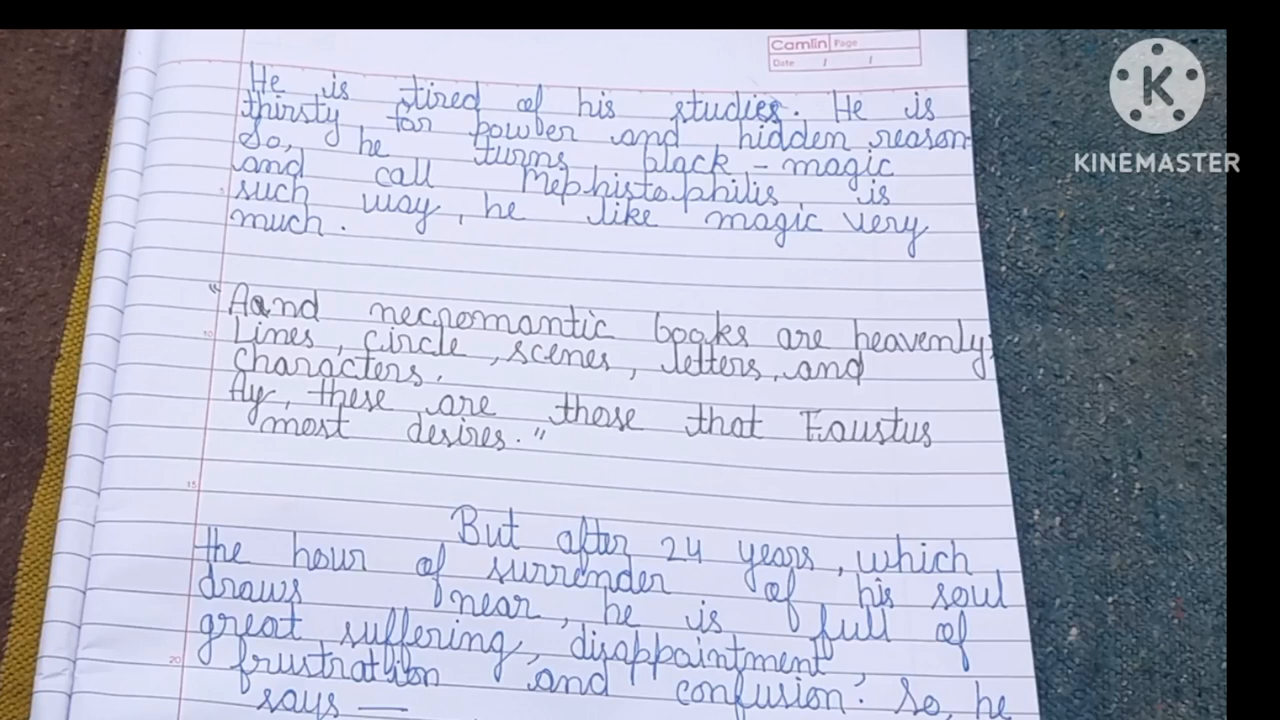 Camlin Page
Date / /
KINEMASTER
He is tired of his studies. He is
thirsty for powder and hidden reason
So, he turns black - magic
and call Mephistophilis is
such way, he like magic very
much.
"Aand necromantic books are heavenly;
Lines, circle, scenes, letters, and
characters.
Ay, these are those that Faustus
most desires."
But after 24 years, which
the hour of surrender of his soul
draws near, he is full of
great suffering, disappointment
frustration and confusion. So, he
says —